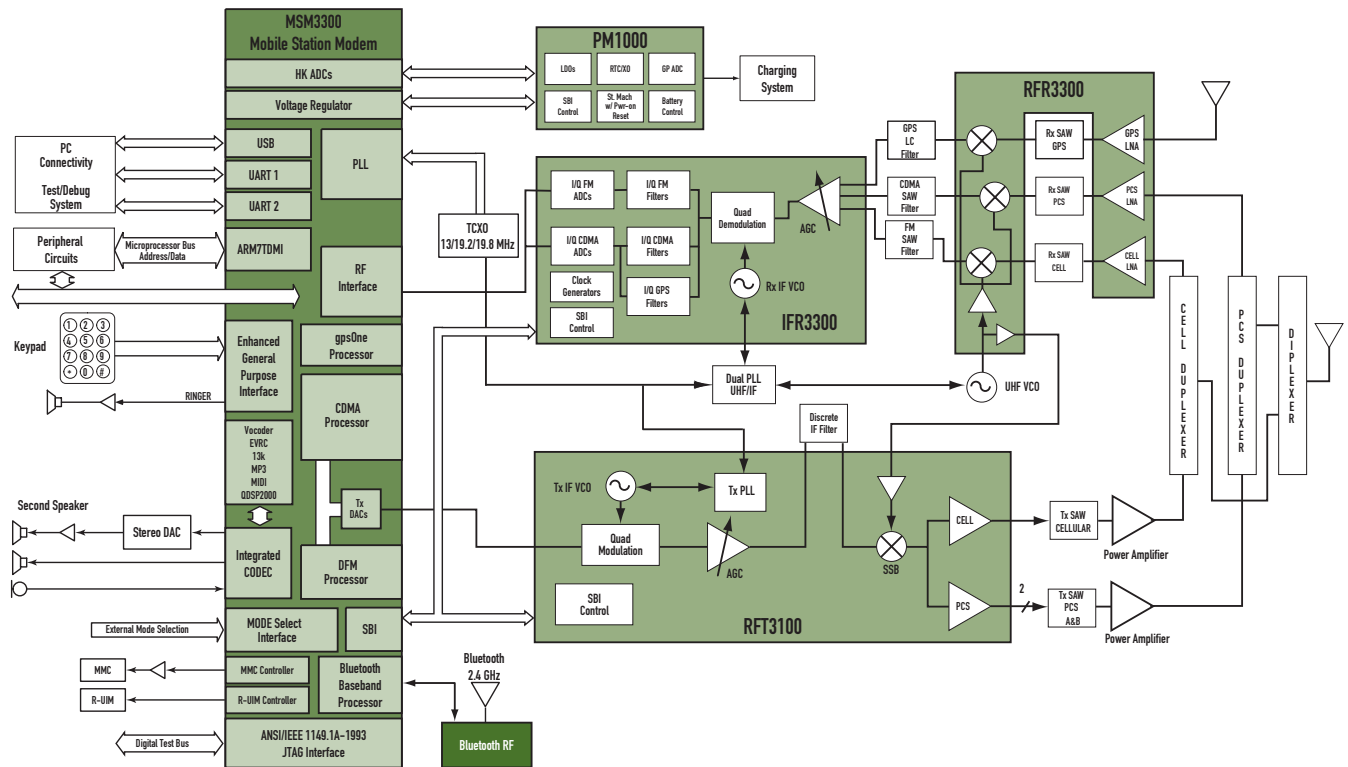 MSM3300
Mobile Station Modem
HK ADCs
Voltage Regulator
USB
UART 1
UART 2
ARM7TDMI
PLL
RF
Interface
gpsOne
Processor
Enhanced
General
Purpose
Interface
CDMA
Processor
Vocoder
EVRC
13k
MP3
MIDI
QDSP2000
Tx
DACs
Integrated
CODEC
DFM
Processor
MODE Select
Interface
SBI
MMC Controller
R-UIM Controller
Bluetooth
Baseband
Processor
ANSI/IEEE 1149.1A-1993
JTAG Interface
PC
Connectivity
Test/Debug
System
Peripheral
Circuits
Microprocessor Bus
Address/Data
Keypad
1 2 3
4 5 6
7 8 9
* 0 #
RINGER
Second Speaker
Stereo DAC
External Mode Selection
MMC
R-UIM
Digital Test Bus
PM1000
LDOs
RTC/XO
GP ADC
SBI
Control
St. Mach
w/ Pwr-on
Reset
Battery
Control
Charging
System
TCXO
13/19.2/19.8 MHz
I/Q FM
ADCs
I/Q FM
Filters
I/Q CDMA
ADCs
I/Q CDMA
Filters
Clock
Generators
I/Q GPS
Filters
SBI
Control
Quad
Demodulation
AGC
Rx IF VCO
IFR3300
GPS
LC
Filter
CDMA
SAW
Filter
FM
SAW
Filter
RFR3300
Rx SAW
GPS
GPS
LNA
Rx SAW
PCS
PCS
LNA
Rx SAW
CELL
CELL
LNA
Dual PLL
UHF/IF
UHF VCO
Discrete
IF Filter
CELL DUPLEXER
PCS DUPLEXER
DIPLEXER
Tx IF VCO
Tx PLL
Quad
Modulation
AGC
SBI
Control
SSB
CELL
PCS
RFT3100
2
Tx SAW
CELLULAR
Power Amplifier
Tx SAW
PCS
A&B
Power Amplifier
Bluetooth
2.4 GHz
Bluetooth RF